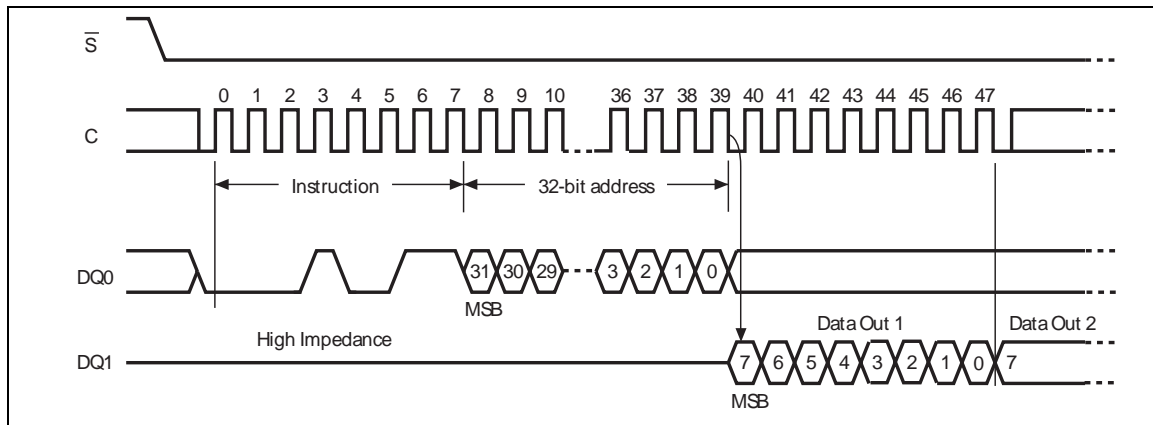 S
0 1 2 3 4 5 6 7 8 9 10 36 37 38 39 40 41 42 43 44 45 46 47
C
Instruction 32-bit address
DQ0 31 30 29 3 2 1 0
MSB
High Impedance Data Out 1 Data Out 2
DQ1 7 6 5 4 3 2 1 0 7
MSB